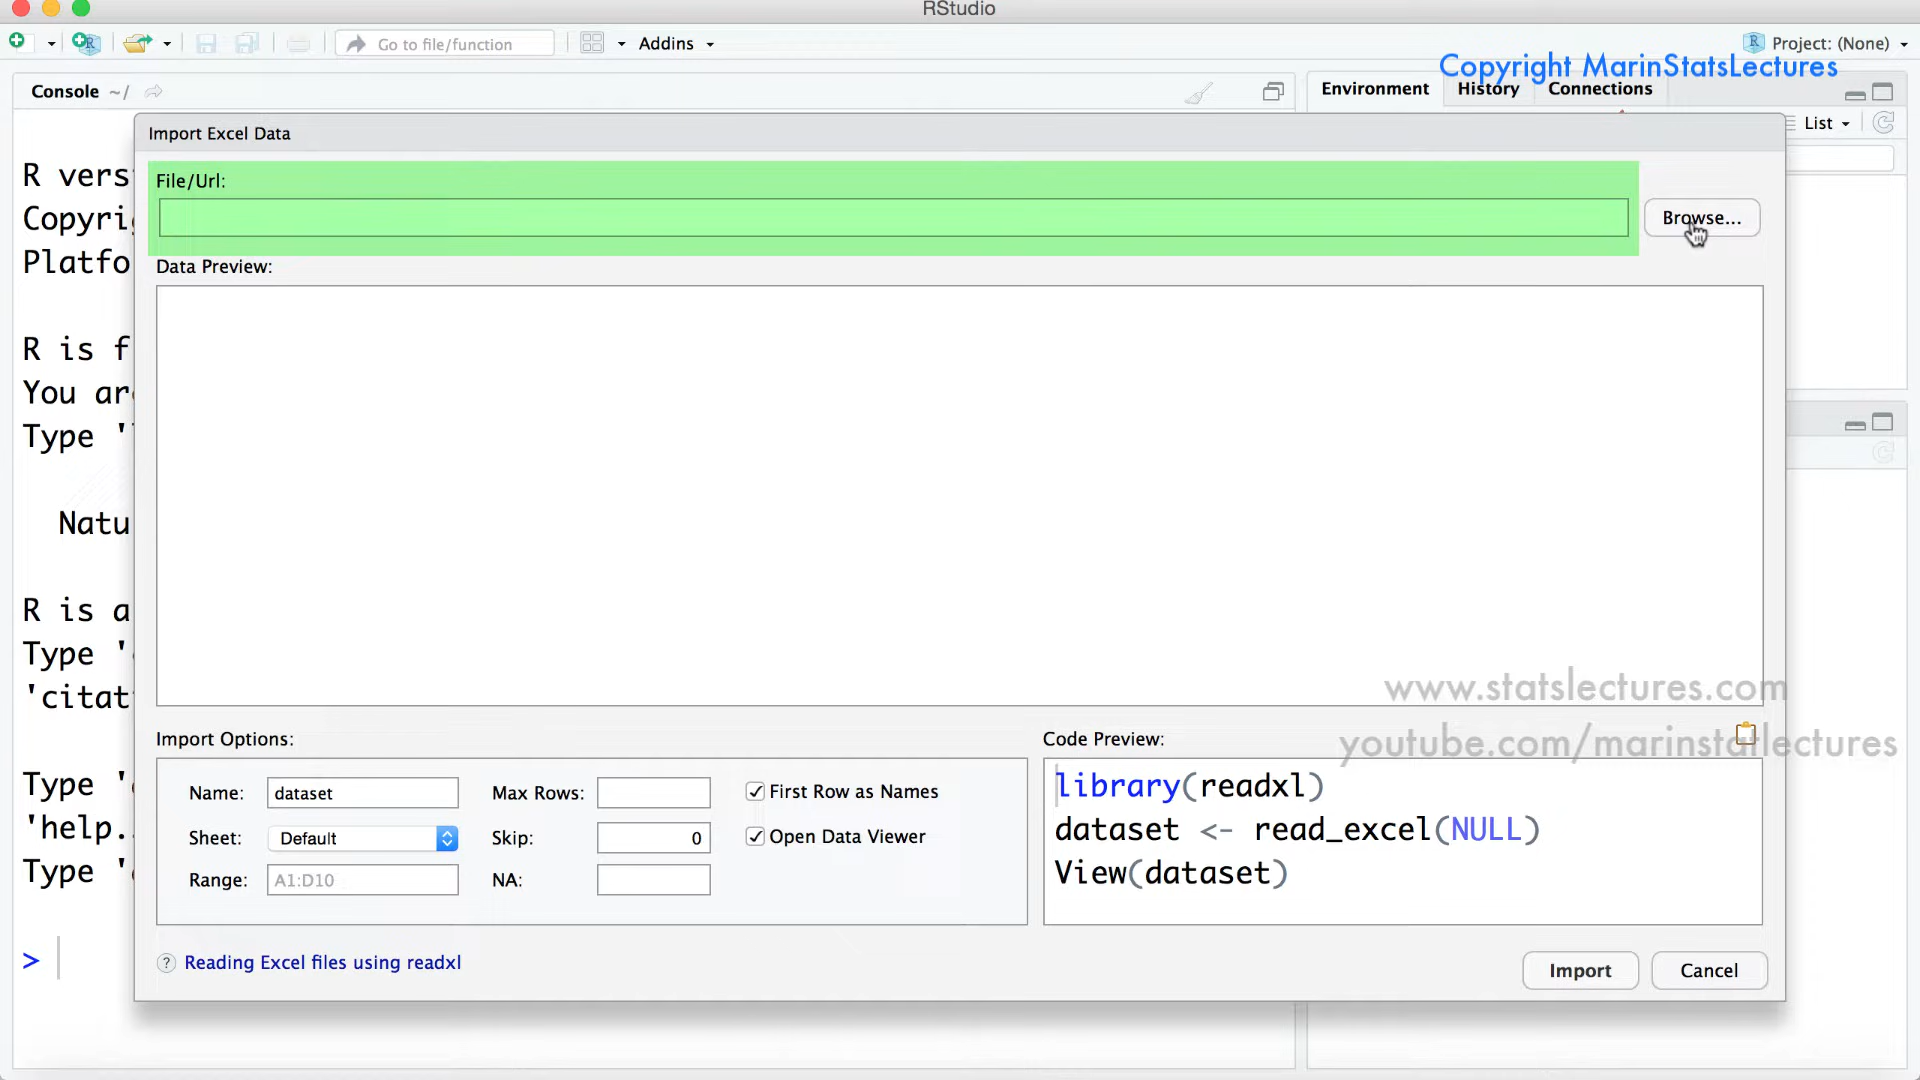 RStudio
Go to file/function
Addins
Project: (None)
Copyright MarinStatsLectures
Console ~/
Environment
History
Connections
List
Import Excel Data
R vers
Copyri
Platfo
R is f
You ar
Type '
Natu
R is a
Type '
'citat
Type '
'help.
Type '
>
File/Url:
Browse...
Data Preview:
www.statslectures.com
youtube.com/marinstatlectures
Import Options:
Name: dataset
Sheet: Default
Range: A1:D10
Max Rows:
Skip: 0
NA:
First Row as Names
Open Data Viewer
Code Preview:
library(readxl)
dataset <- read_excel(NULL)
View(dataset)
? Reading Excel files using readxl
Import
Cancel